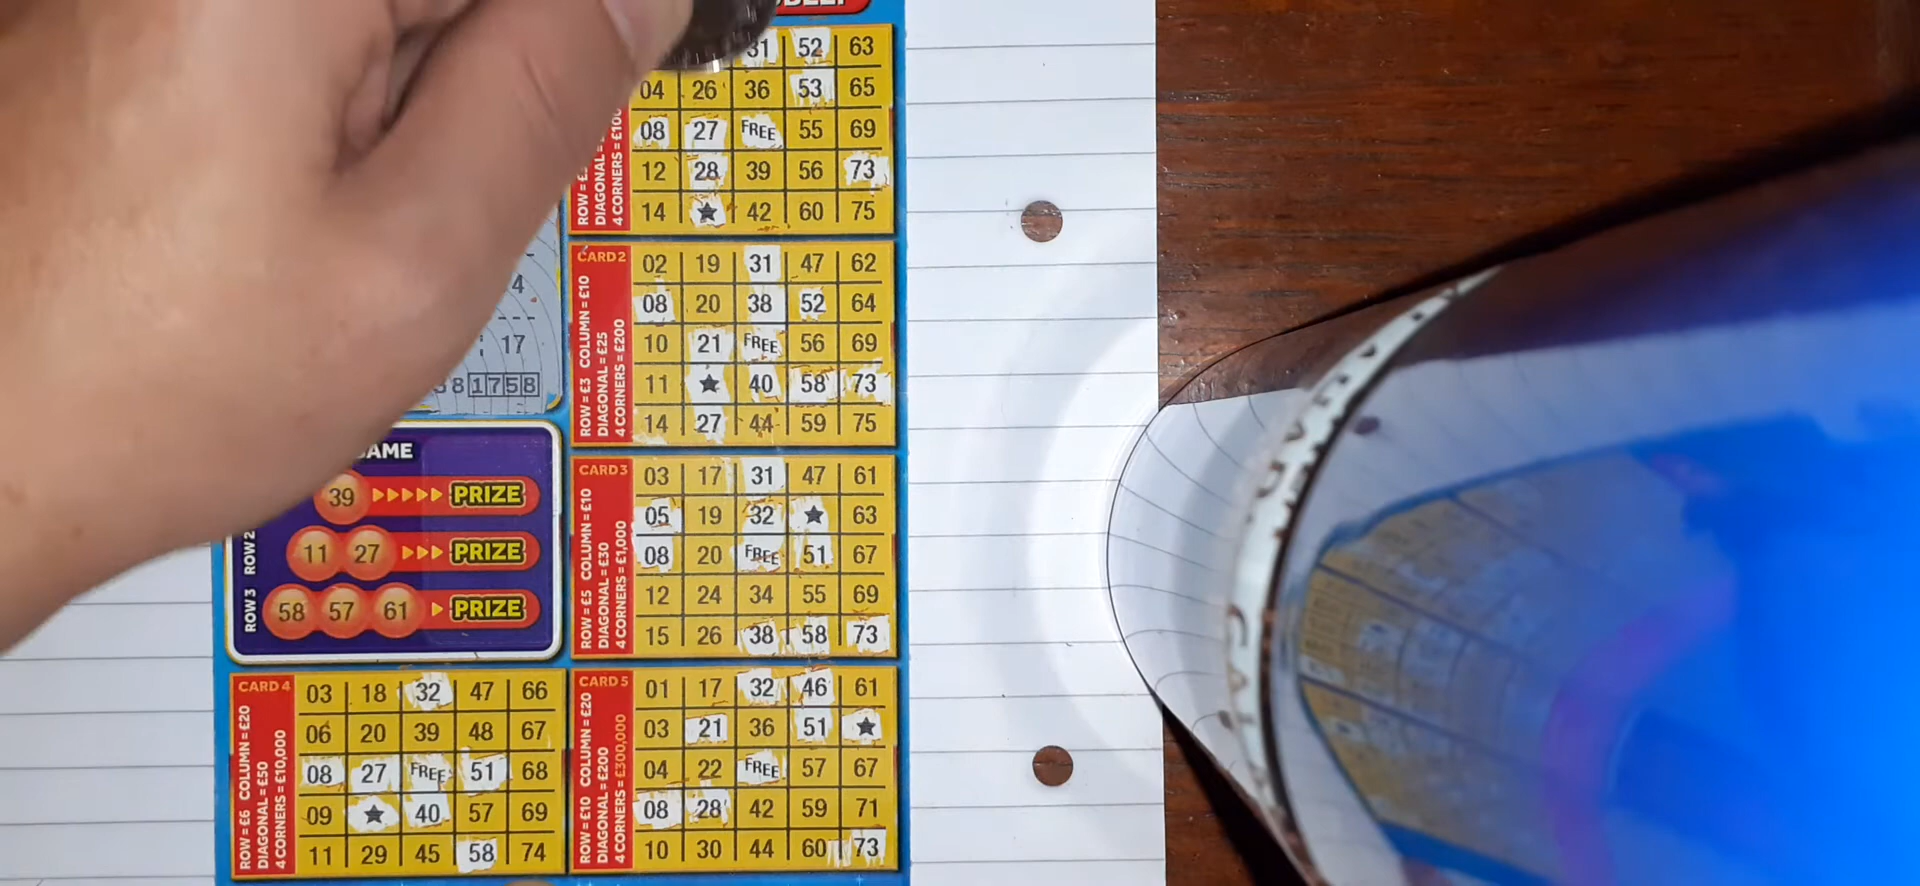 31 52 63
04 26 36 53 65
08 27 FREE 55 69
12 28 39 56 73
14 ★ 42 60 75
DIAGONAL =
4 CORNERS = £100
4
17
8 1758
CARD 2
ROW = £3 COLUMN = £10
DIAGONAL = £25
4 CORNERS = £200
02 19 31 47 62
08 20 38 52 64
10 21 FREE 56 69
11 ★ 40 58 73
14 27 44 59 75
39 PRIZE
ROW 2 11 27 PRIZE
ROW 3 58 57 61 PRIZE
CARD 3
ROW = £5 COLUMN = £10
DIAGONAL = £30
4 CORNERS = £1,000
03 17 31 47 61
05 19 32 ★ 63
08 20 FREE 51 67
12 24 34 55 69
15 26 38 58 73
CARD 4
ROW = £6 COLUMN = £20
DIAGONAL = £50
4 CORNERS = £10,000
03 18 32 47 66
06 20 39 48 67
08 27 FREE 51 68
09 ★ 40 57 69
11 29 45 58 74
CARD 5
ROW = £10 COLUMN = £20
DIAGONAL = £200
4 CORNERS = £300,000
01 17 32 46 61
03 21 36 51 ★
04 22 FREE 57 67
08 28 42 59 71
10 30 44 60 73